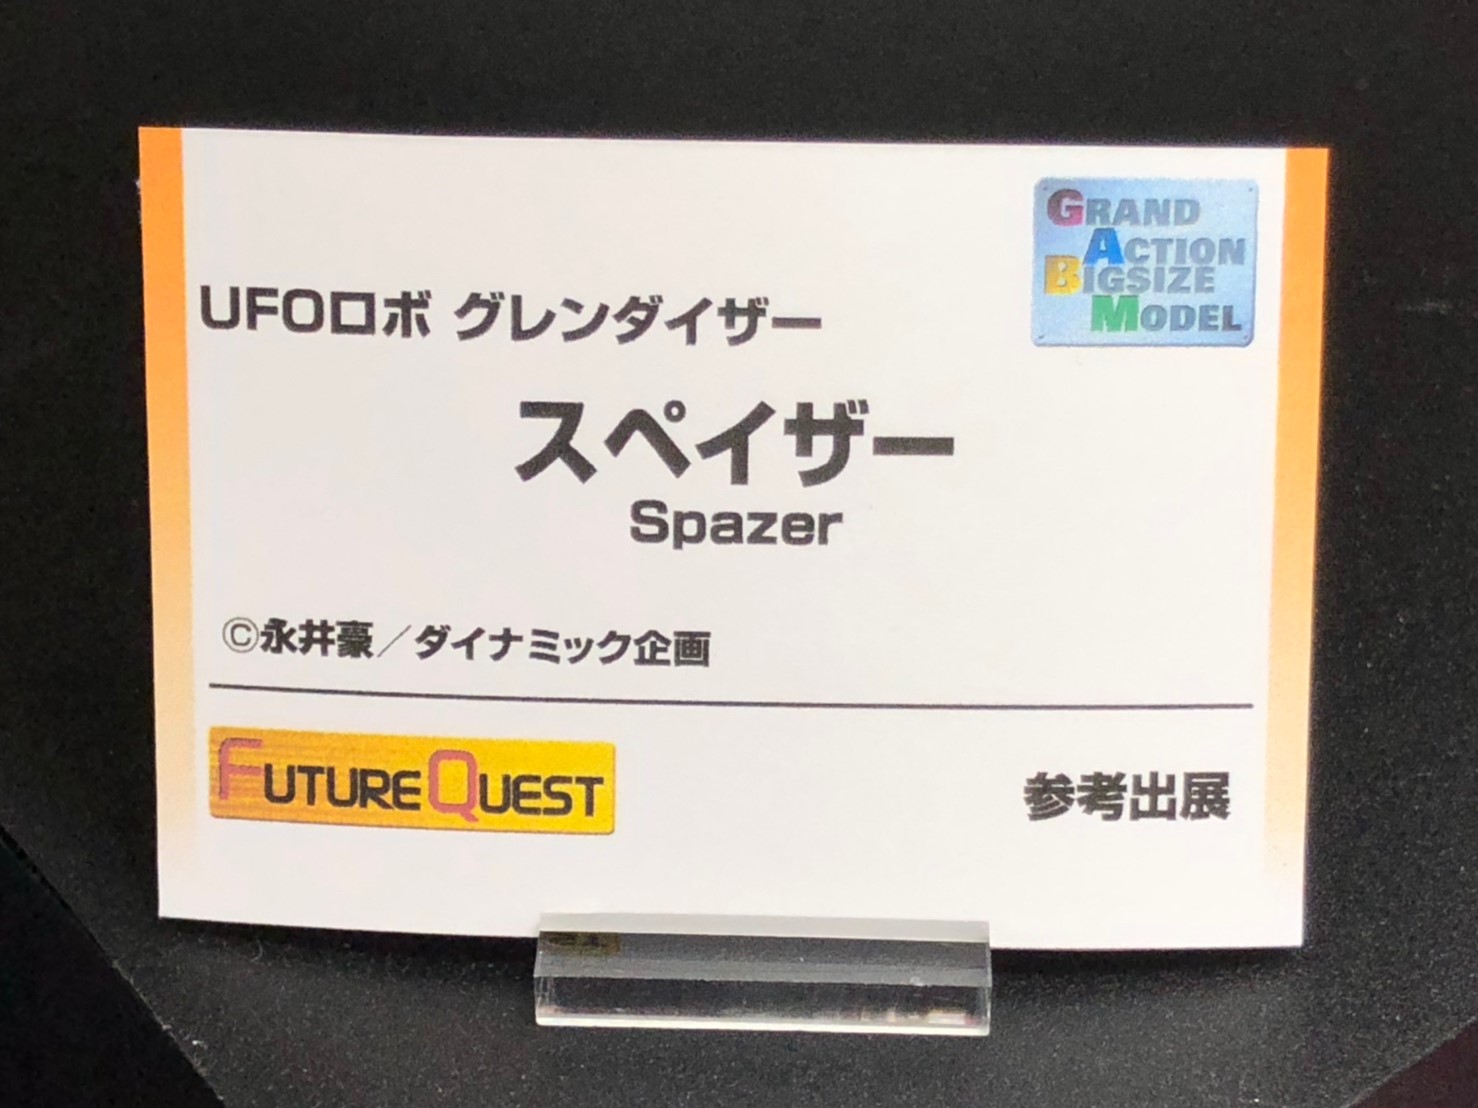 GRAND
ACTION
BIGSIZE
MODEL
UFOロボ グレンダイザー
スペイザー
Spazer
©永井豪／ダイナミック企画
FUTURE QUEST
参考出展